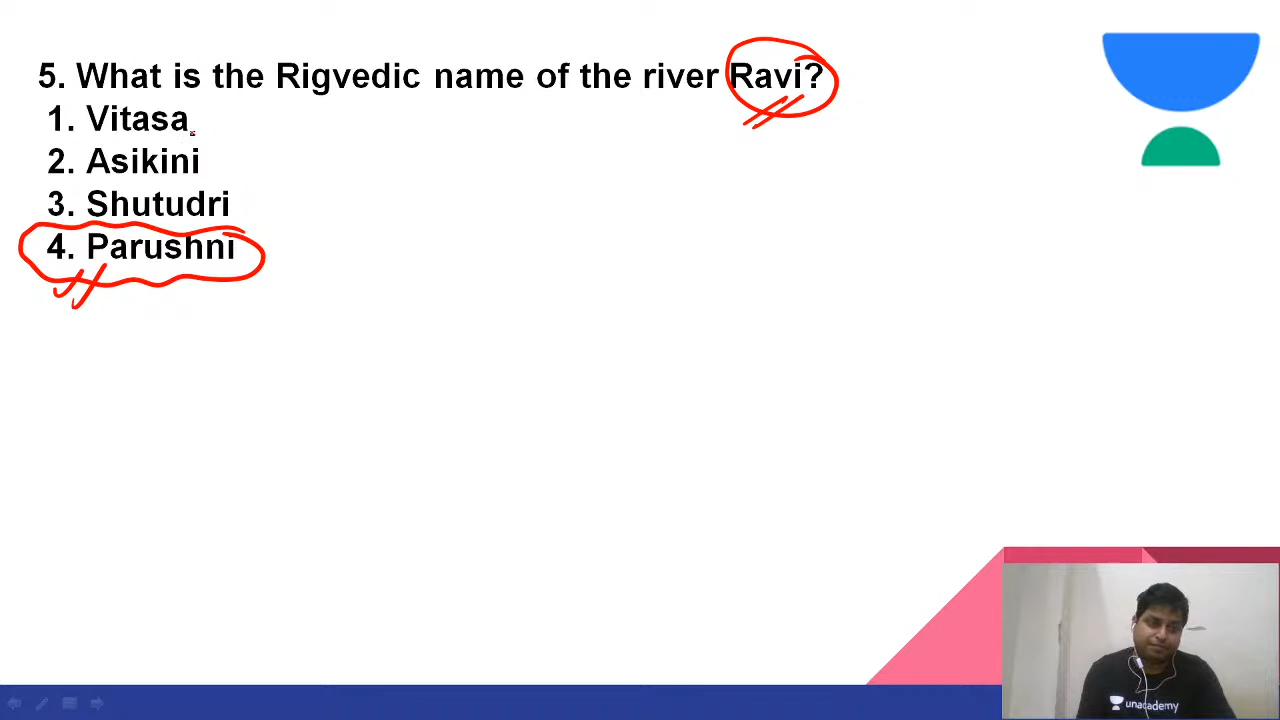 5. What is the Rigvedic name of the river Ravi?
1. Vitasa
2. Asikini
3. Shutudri
4. Parushni
unacademy